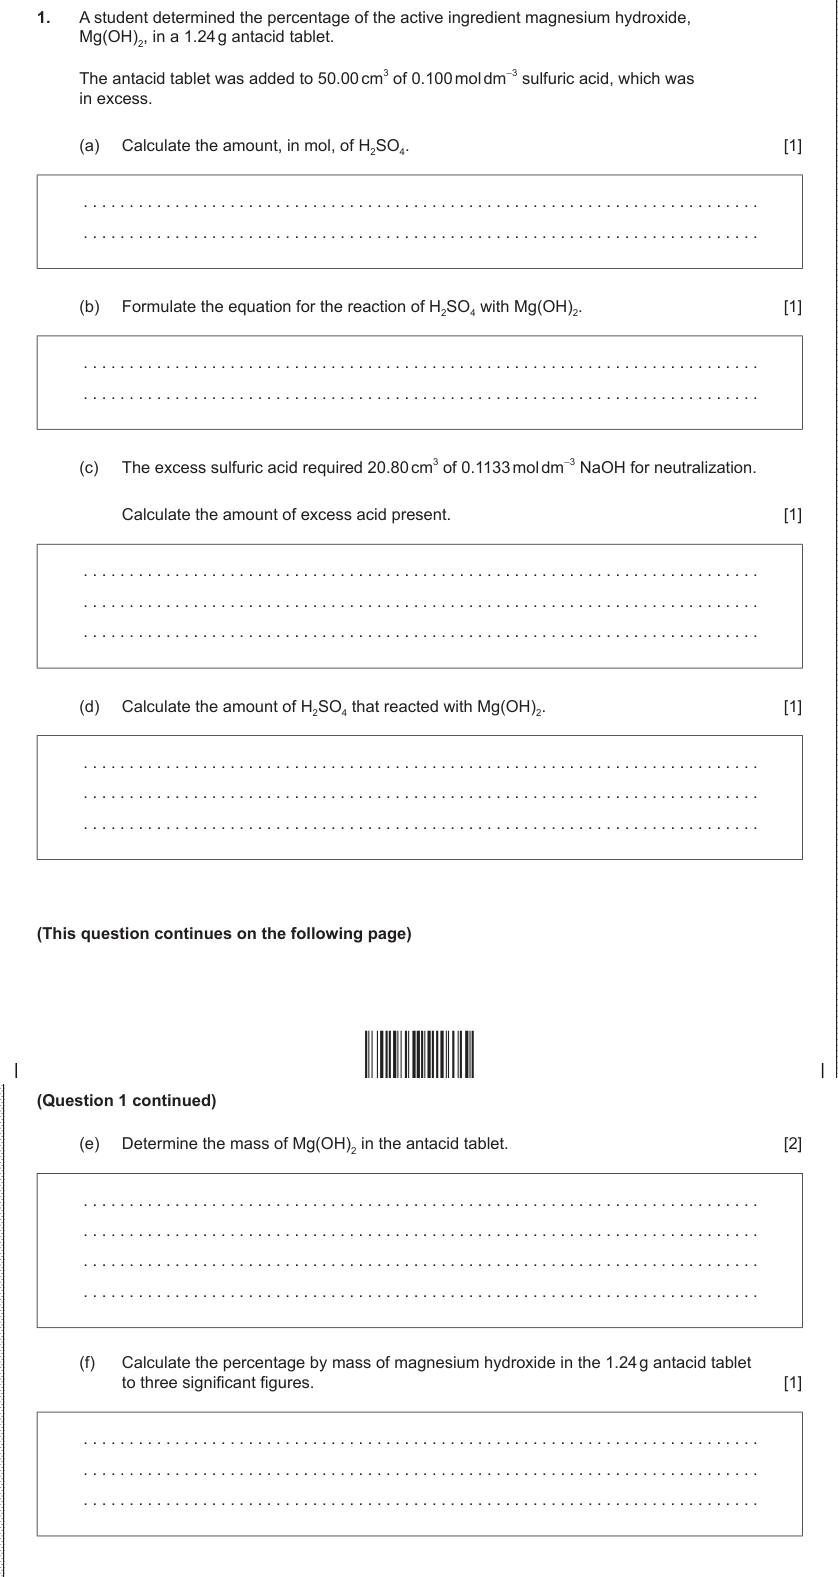 1. A student determined the percentage of the active ingredient magnesium hydroxide,
Mg(OH)₂, in a 1.24 g antacid tablet.
The antacid tablet was added to 50.00 cm³ of 0.100 mol dm⁻³ sulfuric acid, which was
in excess.
(a) Calculate the amount, in mol, of H₂SO₄. [1]
(b) Formulate the equation for the reaction of H₂SO₄ with Mg(OH)₂. [1]
(c) The excess sulfuric acid required 20.80 cm³ of 0.1133 mol dm⁻³ NaOH for neutralization.
Calculate the amount of excess acid present. [1]
(d) Calculate the amount of H₂SO₄ that reacted with Mg(OH)₂. [1]
(This question continues on the following page)
(Question 1 continued)
(e) Determine the mass of Mg(OH)₂ in the antacid tablet. [2]
(f) Calculate the percentage by mass of magnesium hydroxide in the 1.24 g antacid tablet
to three significant figures. [1]